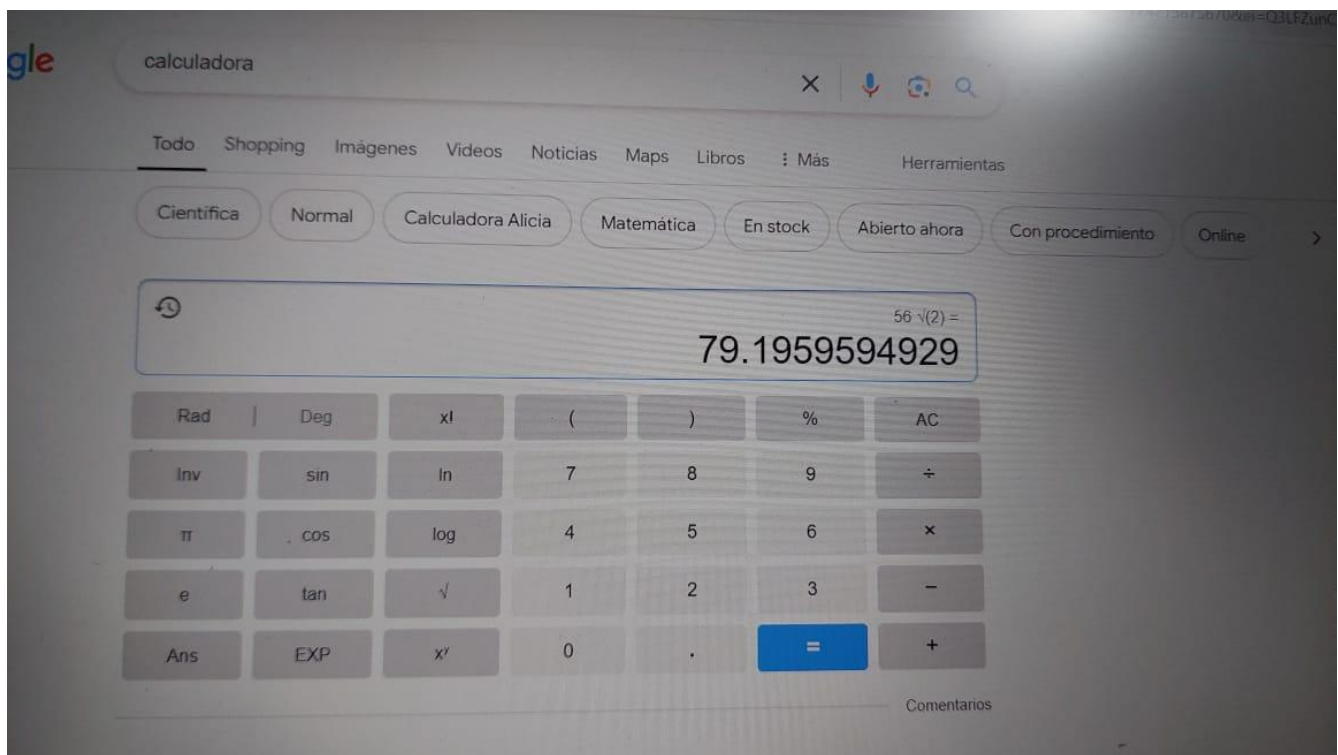 gle
calculadora
Todo Shopping Imágenes Videos Noticias Maps Libros Más Herramientas
Científica Normal Calculadora Alicia Matemática En stock Abierto ahora Con procedimiento Online
56 √(2) =
79.1959594929
Rad | Deg x! ( ) % AC
Inv sin ln 7 8 9 ÷
π cos log 4 5 6 ×
e tan √ 1 2 3 −
Ans EXP xʸ 0 . = +
Comentarios